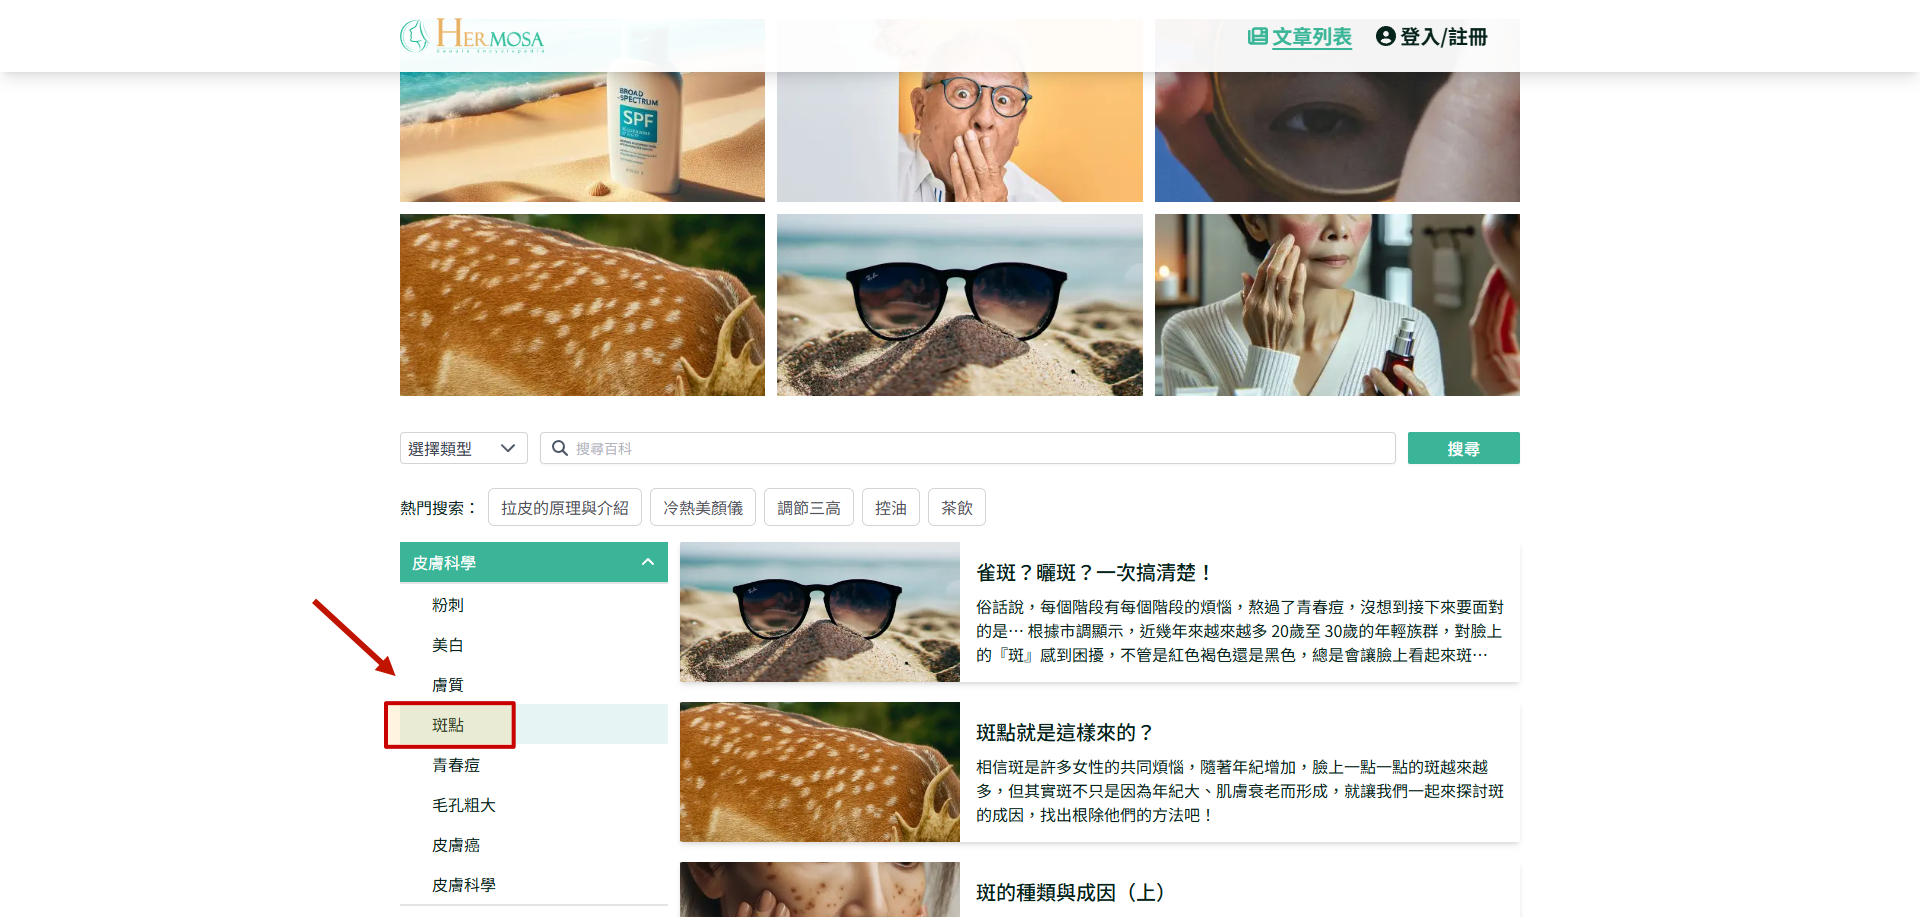 HERMOSA
Beauty Encyclopedia
文章列表
登入/註冊
BROAD
-SPECTRUM
SPF
選擇類型
搜尋百科
搜尋
熱門搜索：
拉皮的原理與介紹
冷熱美顏儀
調節三高
控油
茶飲
皮膚科學
粉刺
美白
膚質
斑點
青春痘
毛孔粗大
皮膚癌
皮膚科學
雀斑？曬斑？一次搞清楚！
俗話說，每個階段有每個階段的煩惱，熬過了青春痘，沒想到接下來要面對
的是… 根據市調顯示，近幾年來越來越多 20歲至 30歲的年輕族群，對臉上
的『斑』感到困擾，不管是紅色褐色還是黑色，總是會讓臉上看起來斑…
斑點就是這樣來的？
相信斑是許多女性的共同煩惱，隨著年紀增加，臉上一點一點的斑越來越
多，但其實斑不只是因為年紀大、肌膚衰老而形成，就讓我們一起來探討斑
的成因，找出根除他們的方法吧！
斑的種類與成因（上）